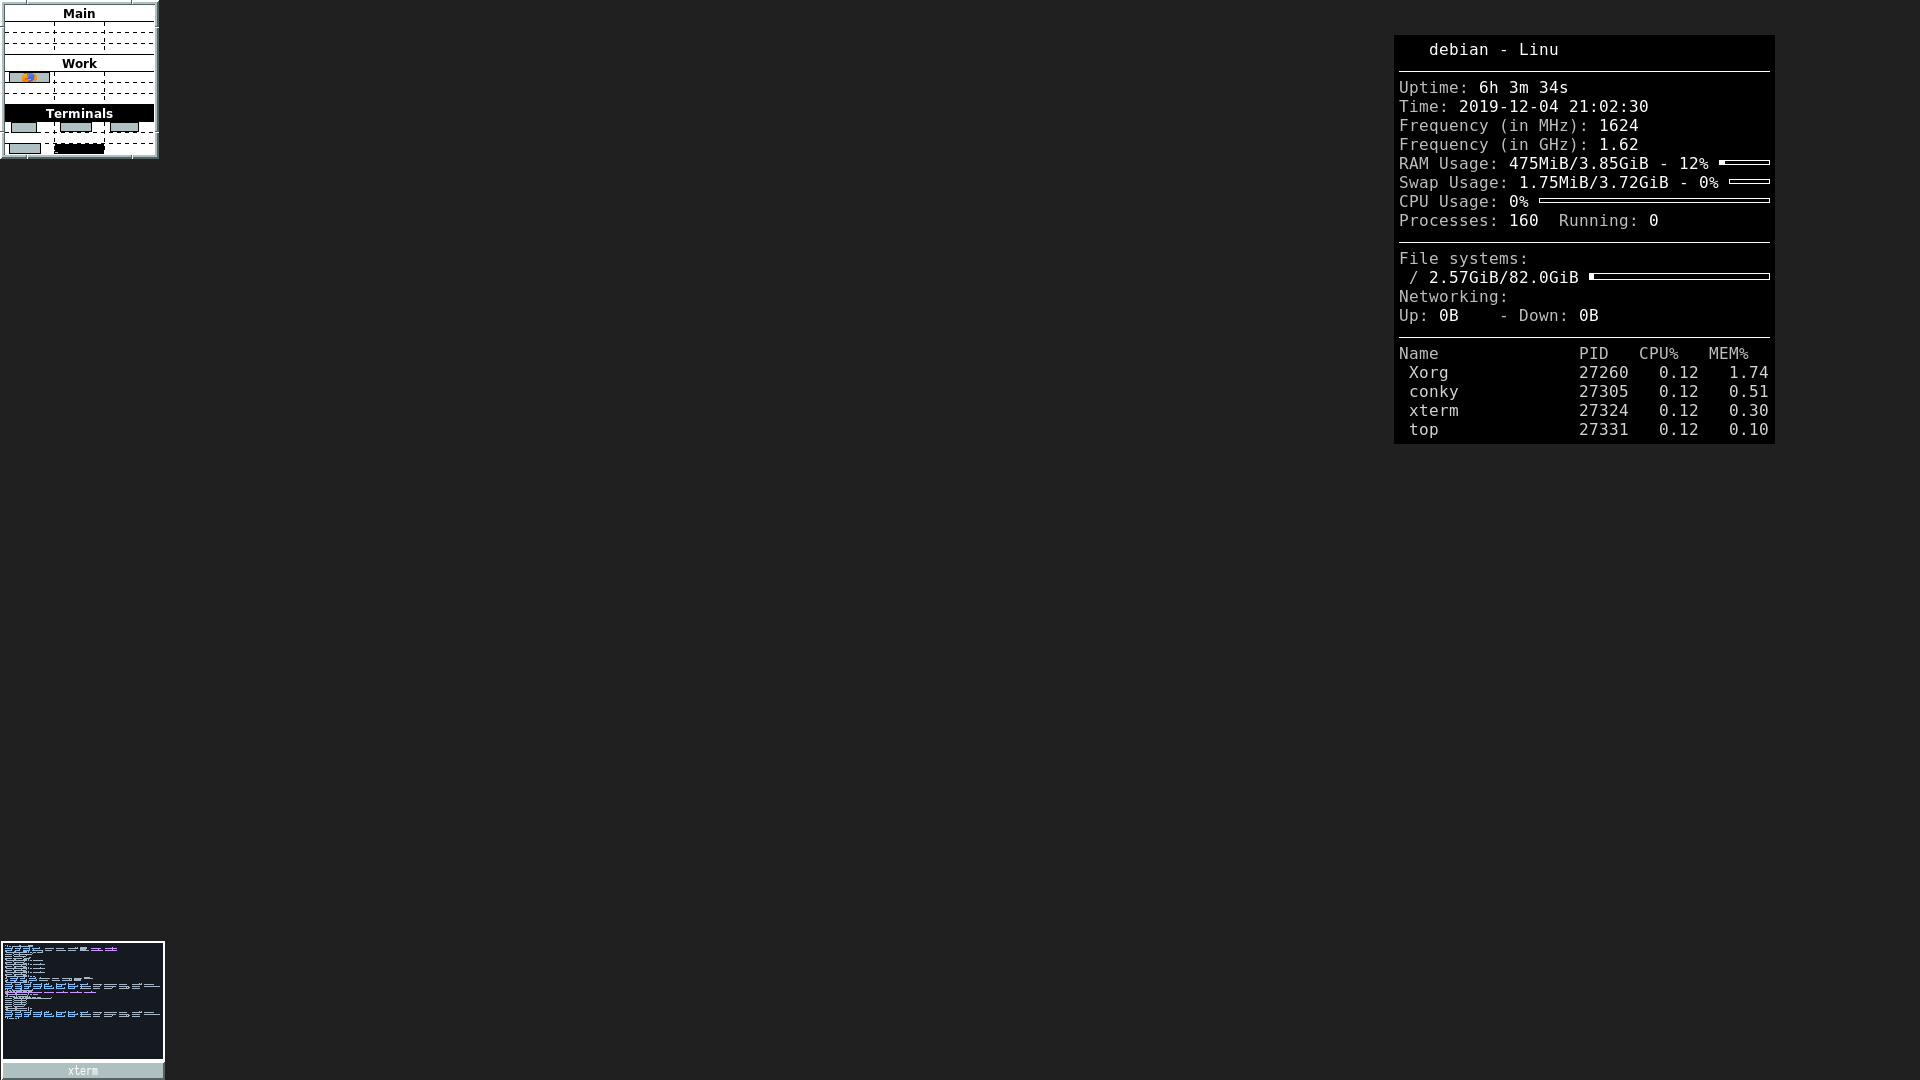 Main
Work
Terminals
debian - Linu
Uptime: 6h 3m 34s
Time: 2019-12-04 21:02:30
Frequency (in MHz): 1624
Frequency (in GHz): 1.62
RAM Usage: 475MiB/3.85GiB - 12%
Swap Usage: 1.75MiB/3.72GiB - 0%
CPU Usage: 0%
Processes: 160 Running: 0
File systems:
/ 2.57GiB/82.0GiB
Networking:
Up: 0B - Down: 0B
Name PID CPU% MEM%
Xorg 27260 0.12 1.74
conky 27305 0.12 0.51
xterm 27324 0.12 0.30
top 27331 0.12 0.10
xterm